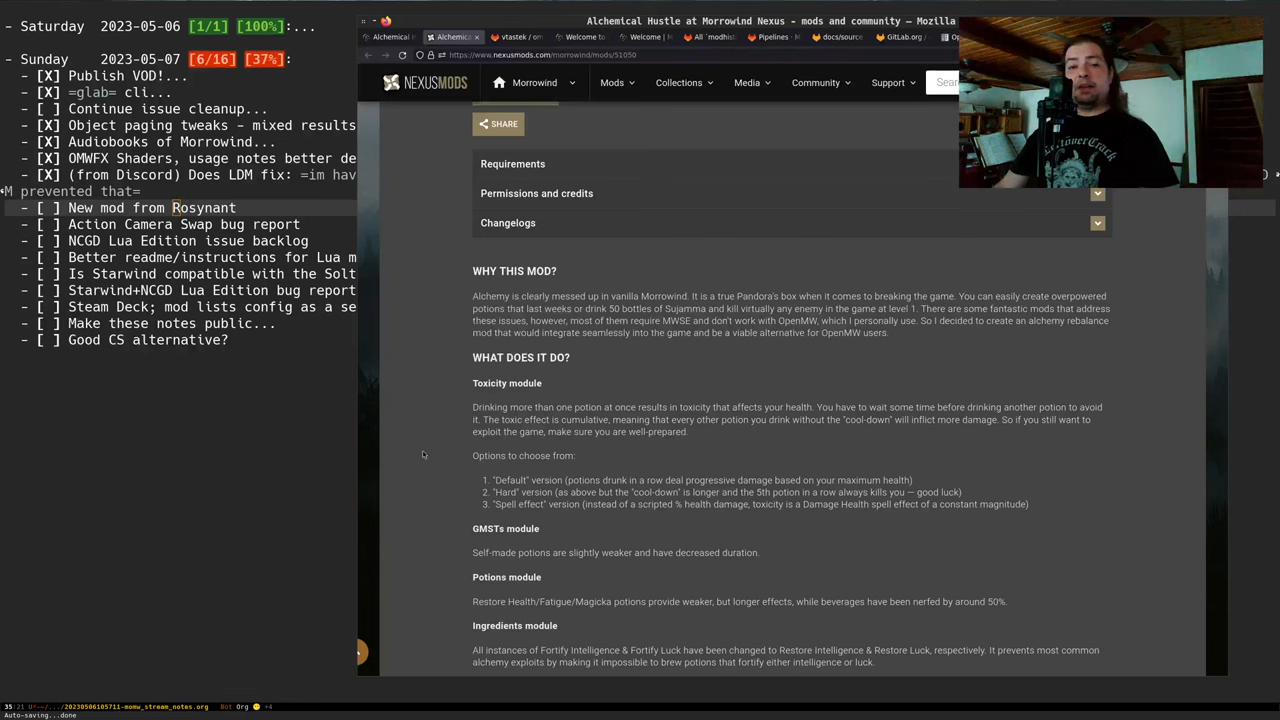 - Saturday  2023-05-06 [1/1] [100%]:...
- Sunday    2023-05-07 [6/16] [37%]:
- [X] Publish VOD!...
- [X] =glab= cli...
- [ ] Continue issue cleanup...
- [X] Object paging tweaks - mixed results
- [X] Audiobooks of Morrowind...
- [X] OMWFX Shaders, usage notes better de
- [X] (from Discord) Does LDM fix: =im hav
M prevented that=
- [ ] New mod from Rosynant
- [ ] Action Camera Swap bug report
- [ ] NCGD Lua Edition issue backlog
- [ ] Better readme/instructions for Lua m
- [ ] Is Starwind compatible with the Solt
- [ ] Starwind+NCGD Lua Edition bug report
- [ ] Steam Deck; mod lists config as a se
- [ ] Make these notes public...
- [ ] Good CS alternative?
Alchemical Hustle at Morrowind Nexus - mods and community — Mozilla
Alchemical H
Alchemica
vtastek / om
Welcome to
Welcome | M
All `modhist
Pipelines ·
docs/source
GitLab.org /
https://www.nexusmods.com/morrowind/mods/51050
NEXUSMODS
Morrowind
Mods
Collections
Media
Community
Support
Sear
SHARE
Requirements
Permissions and credits
Changelogs
WHY THIS MOD?
Alchemy is clearly messed up in vanilla Morrowind. It is a true Pandora's box when it comes to breaking the game. You can easily create overpowered
potions that last weeks or drink 50 bottles of Sujamma and kill virtually any enemy in the game at level 1. There are some fantastic mods that address
these issues, however, most of them require MWSE and don't work with OpenMW, which I personally use. So I decided to create an alchemy rebalance
mod that would integrate seamlessly into the game and be a viable alternative for OpenMW users.
WHAT DOES IT DO?
Toxicity module
Drinking more than one potion at once results in toxicity that affects your health. You have to wait some time before drinking another potion to avoid
it. The toxic effect is cumulative, meaning that every other potion you drink without the "cool-down" will inflict more damage. So if you still want to
exploit the game, make sure you are well-prepared.
Options to choose from:
1. "Default" version (potions drunk in a row deal progressive damage based on your maximum health)
2. "Hard" version (as above but the "cool-down" is longer and the 5th potion in a row always kills you — good luck)
3. "Spell effect" version (instead of a scripted % health damage, toxicity is a Damage Health spell effect of a constant magnitude)
GMSTs module
Self-made potions are slightly weaker and have decreased duration.
Potions module
Restore Health/Fatigue/Magicka potions provide weaker, but longer effects, while beverages have been nerfed by around 50%.
Ingredients module
All instances of Fortify Intelligence & Fortify Luck have been changed to Restore Intelligence & Restore Luck, respectively. It prevents most common
alchemy exploits by making it impossible to brew potions that fortify either intelligence or luck.
Auto-saving...done